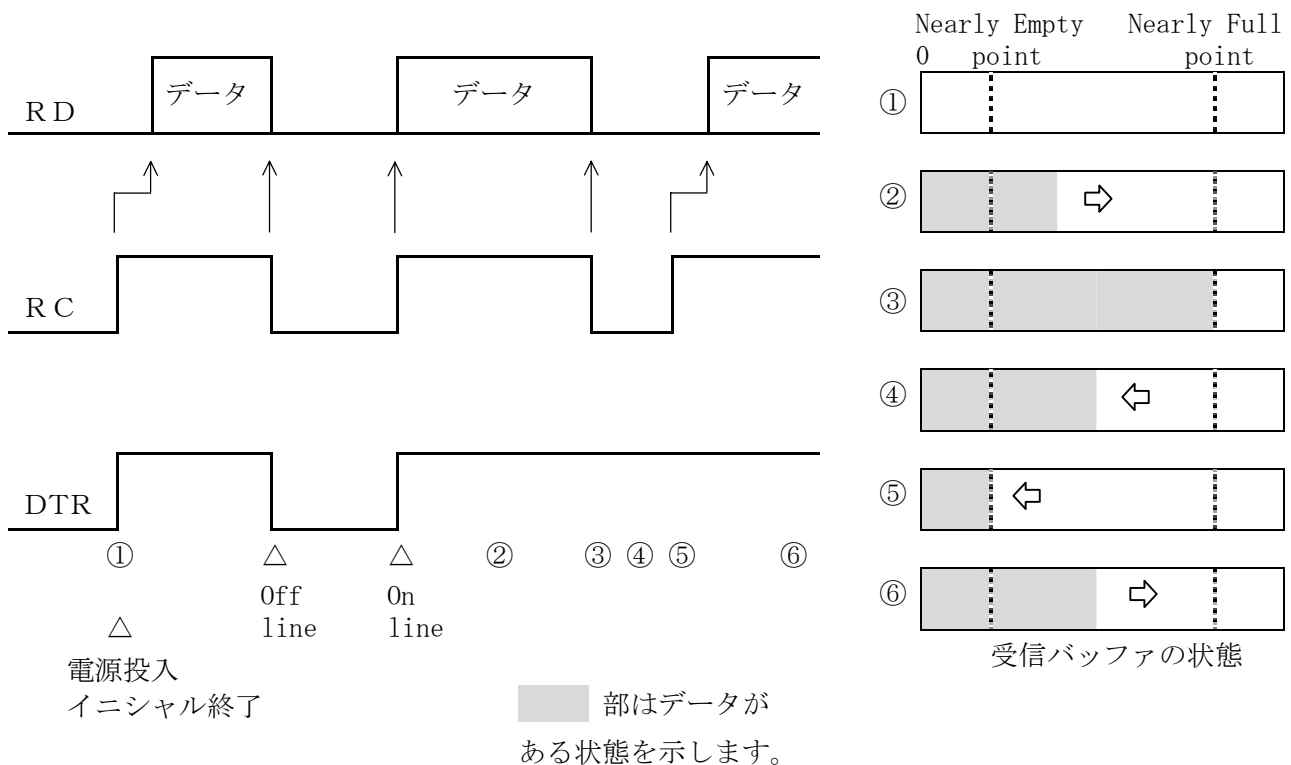 Nearly Empty Nearly Full
0 point point
RD データ データ データ
①
②
RC
③
④
DTR
⑤
① △ △ ② ③ ④ ⑤ ⑥
Off On
line line
△
電源投入
イニシャル終了
⑥
受信バッファの状態
部はデータが
ある状態を示します。